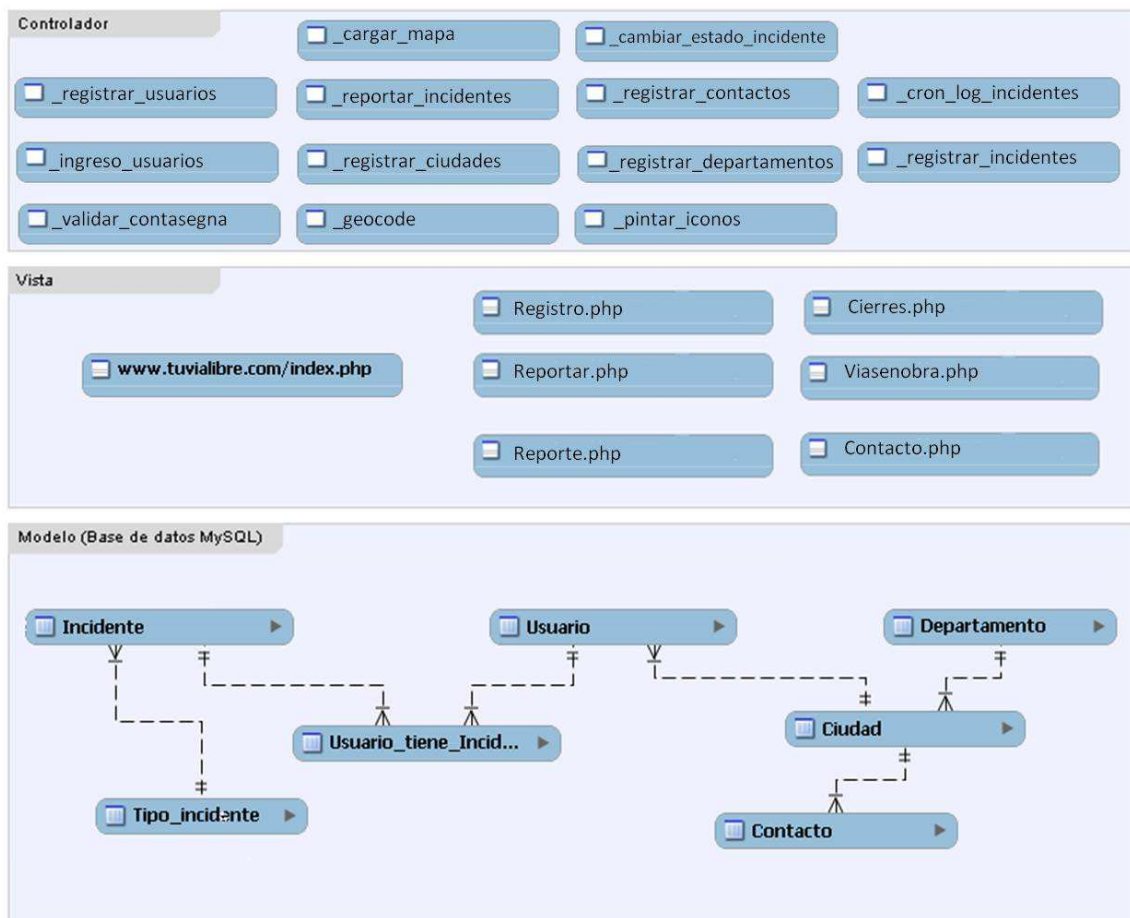 Controlador
_cargar_mapa
_cambiar_estado_incidente
_registrar_usuarios
_reportar_incidentes
_registrar_contactos
_cron_log_incidentes
_ingreso_usuarios
_registrar_ciudades
_registrar_departamentos
_registrar_incidentes
_validar_contasegna
_geocode
_pintar_iconos
Vista
Registro.php
Cierres.php
www.tuvialibre.com/index.php
Reportar.php
Viasenobra.php
Reporte.php
Contacto.php
Modelo (Base de datos MySQL)
Incidente
Usuario
Departamento
Usuario_tiene_Incid...
Ciudad
Tipo_incidente
Contacto